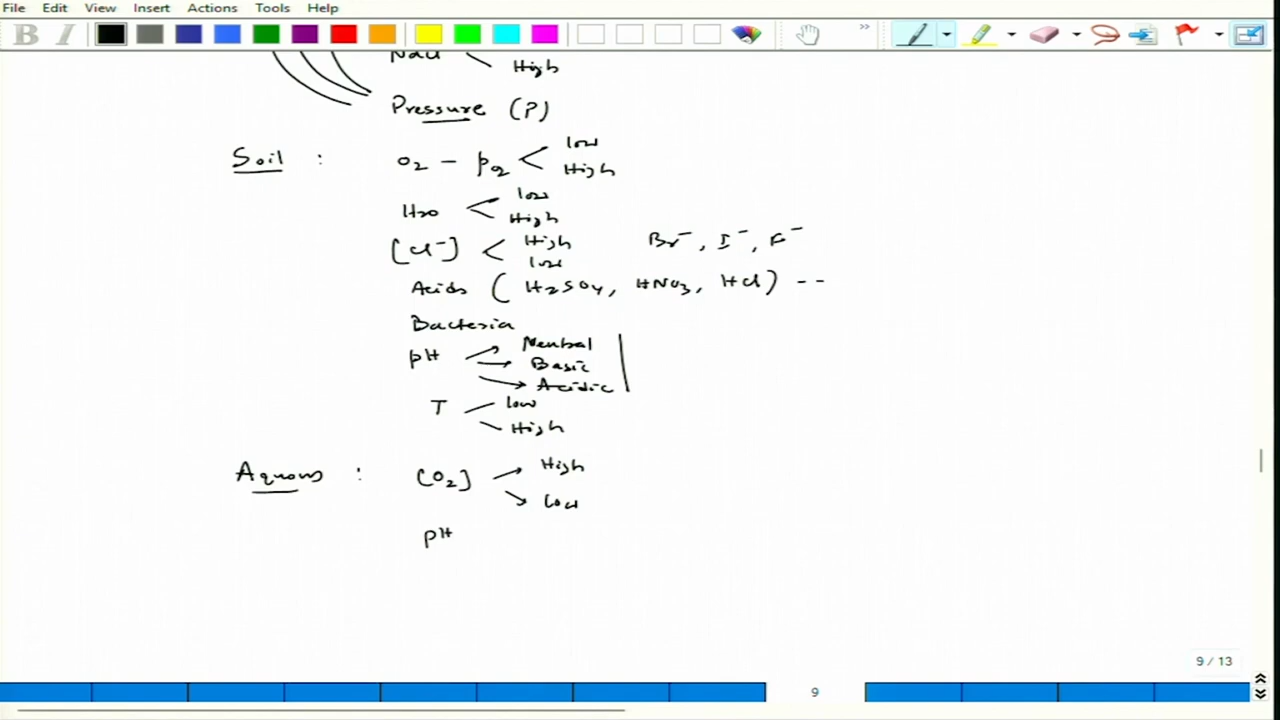 File Edit View Insert Actions Tools Help
B I
NaCl
High
Pressure (P)
Soil : O2 - PO2 < low
High
H2O < low
High
[Cl-] < High Br-, I-, F-
low
Acids (H2SO4, HNO3, HCl) --
Bacteria
pH Neutral
Basic
Acidic
T low
High
Aquous : [O2] High
low
pH
9 / 13
9